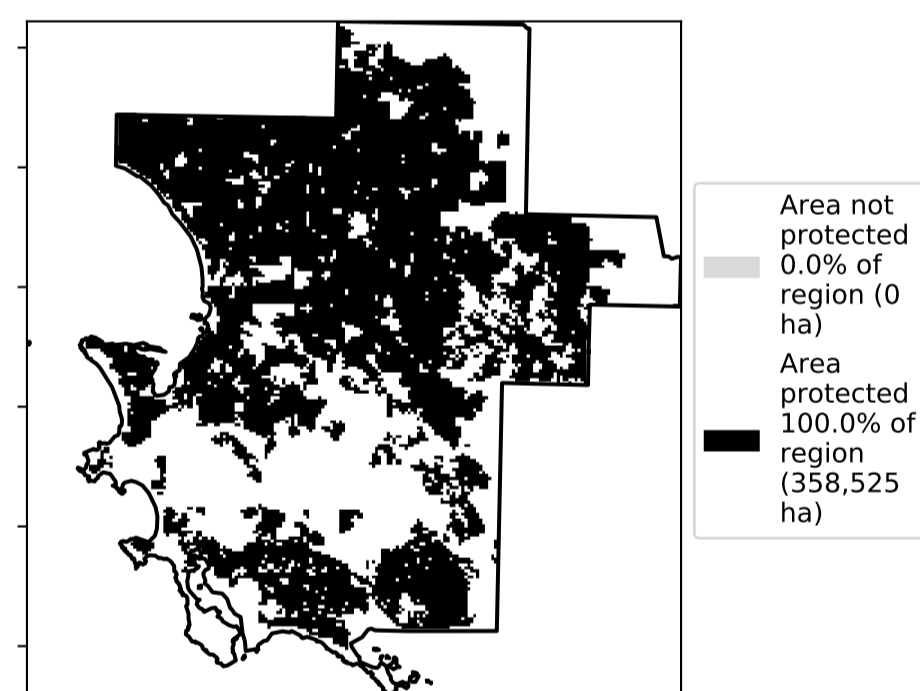 Area not
protected
0.0% of
region (0
ha)
Area
protected
100.0% of
region
(358,525
ha)